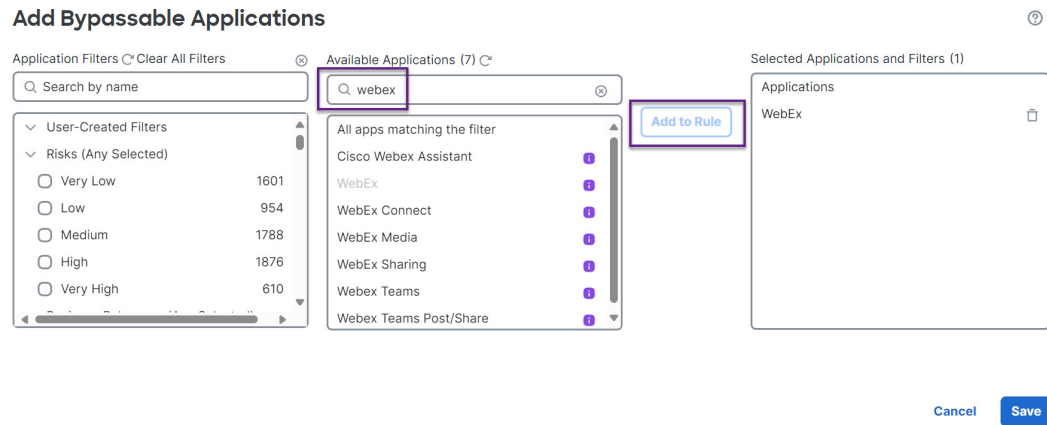 Add Bypassable Applications
Application Filters Clear All Filters
Search by name
User-Created Filters
Risks (Any Selected)
Very Low 1601
Low 954
Medium 1788
High 1876
Very High 610
Available Applications (7)
webex
All apps matching the filter
Cisco Webex Assistant
WebEx
WebEx Connect
WebEx Media
WebEx Sharing
Webex Teams
Webex Teams Post/Share
Add to Rule
Selected Applications and Filters (1)
Applications
WebEx
Cancel Save